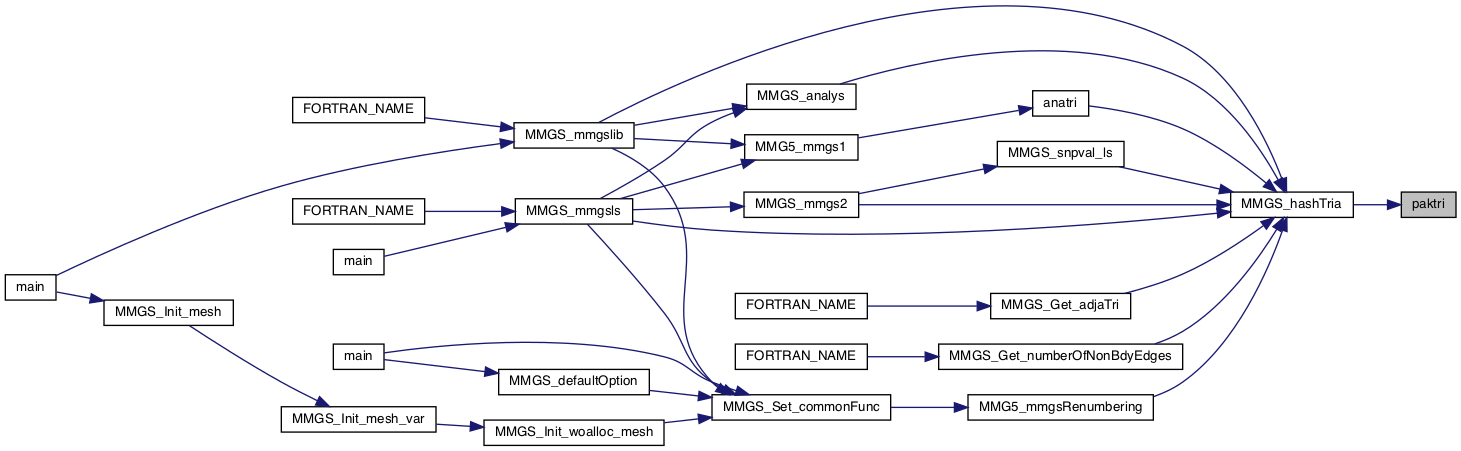 MMGS_analys
anatri
FORTRAN_NAME
MMGS_mmgslib
MMG5_mmgs1
MMGS_snpval_ls
FORTRAN_NAME
MMGS_mmgsls
MMGS_mmgs2
MMGS_hashTria
paktri
main
main
MMGS_Init_mesh
FORTRAN_NAME
MMGS_Get_adjaTri
main
FORTRAN_NAME
MMGS_Get_numberOfNonBdyEdges
MMGS_defaultOption
MMGS_Set_commonFunc
MMG5_mmgsRenumbering
MMGS_Init_mesh_var
MMGS_Init_woalloc_mesh